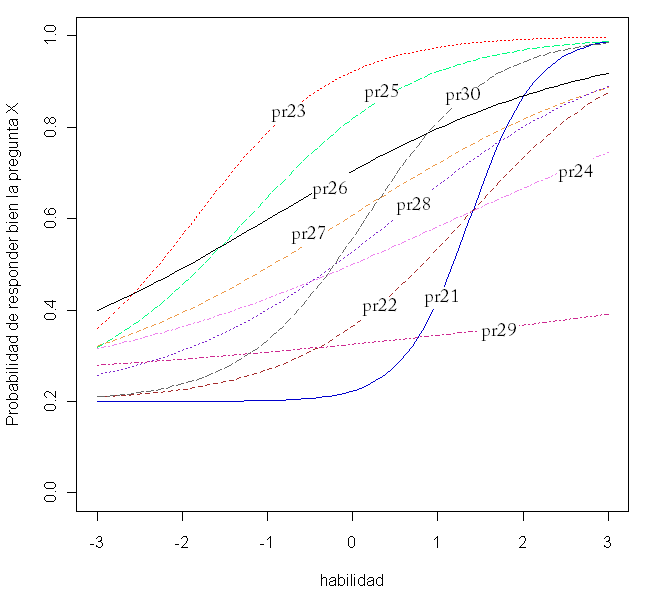 Probabilidad de responder bien la pregunta X
1.0
0.8
0.6
0.4
0.2
0.0
pr23
pr25
pr30
pr26
pr24
pr28
pr27
pr21
pr22
pr29
-3
-2
-1
0
1
2
3
habilidad